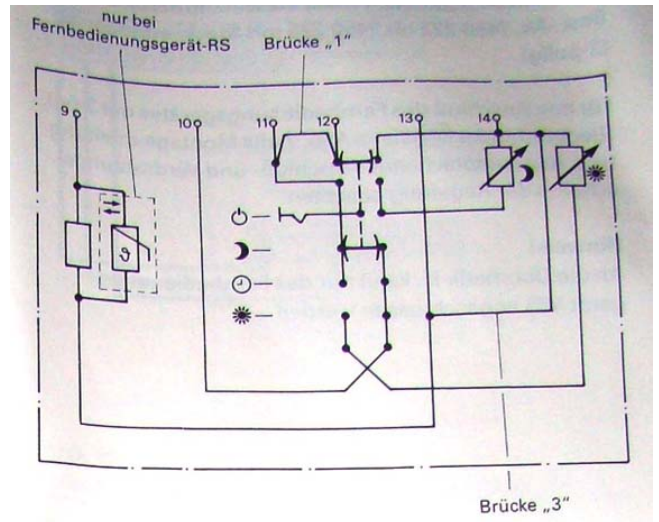 nur bei
Fernbedienungsgerät-RS
Brücke „1"
9
10
11
12
13
14
ϑ
Brücke „3"